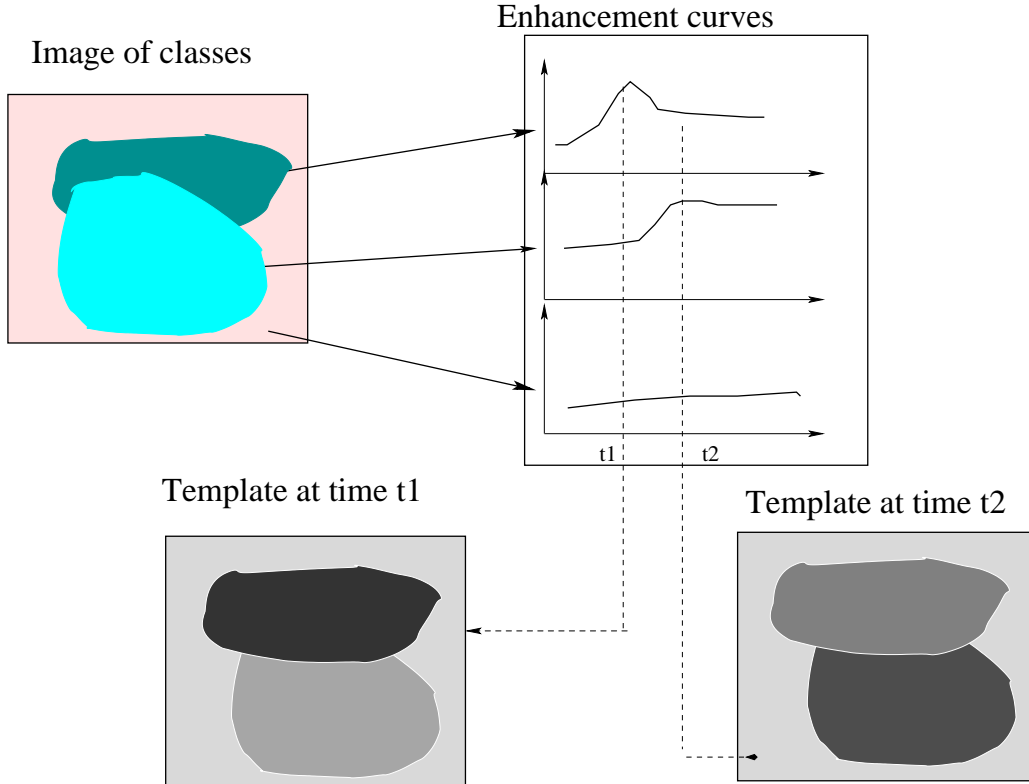 Enhancement curves
Image of classes
t1
t2
Template at time t1
Template at time t2